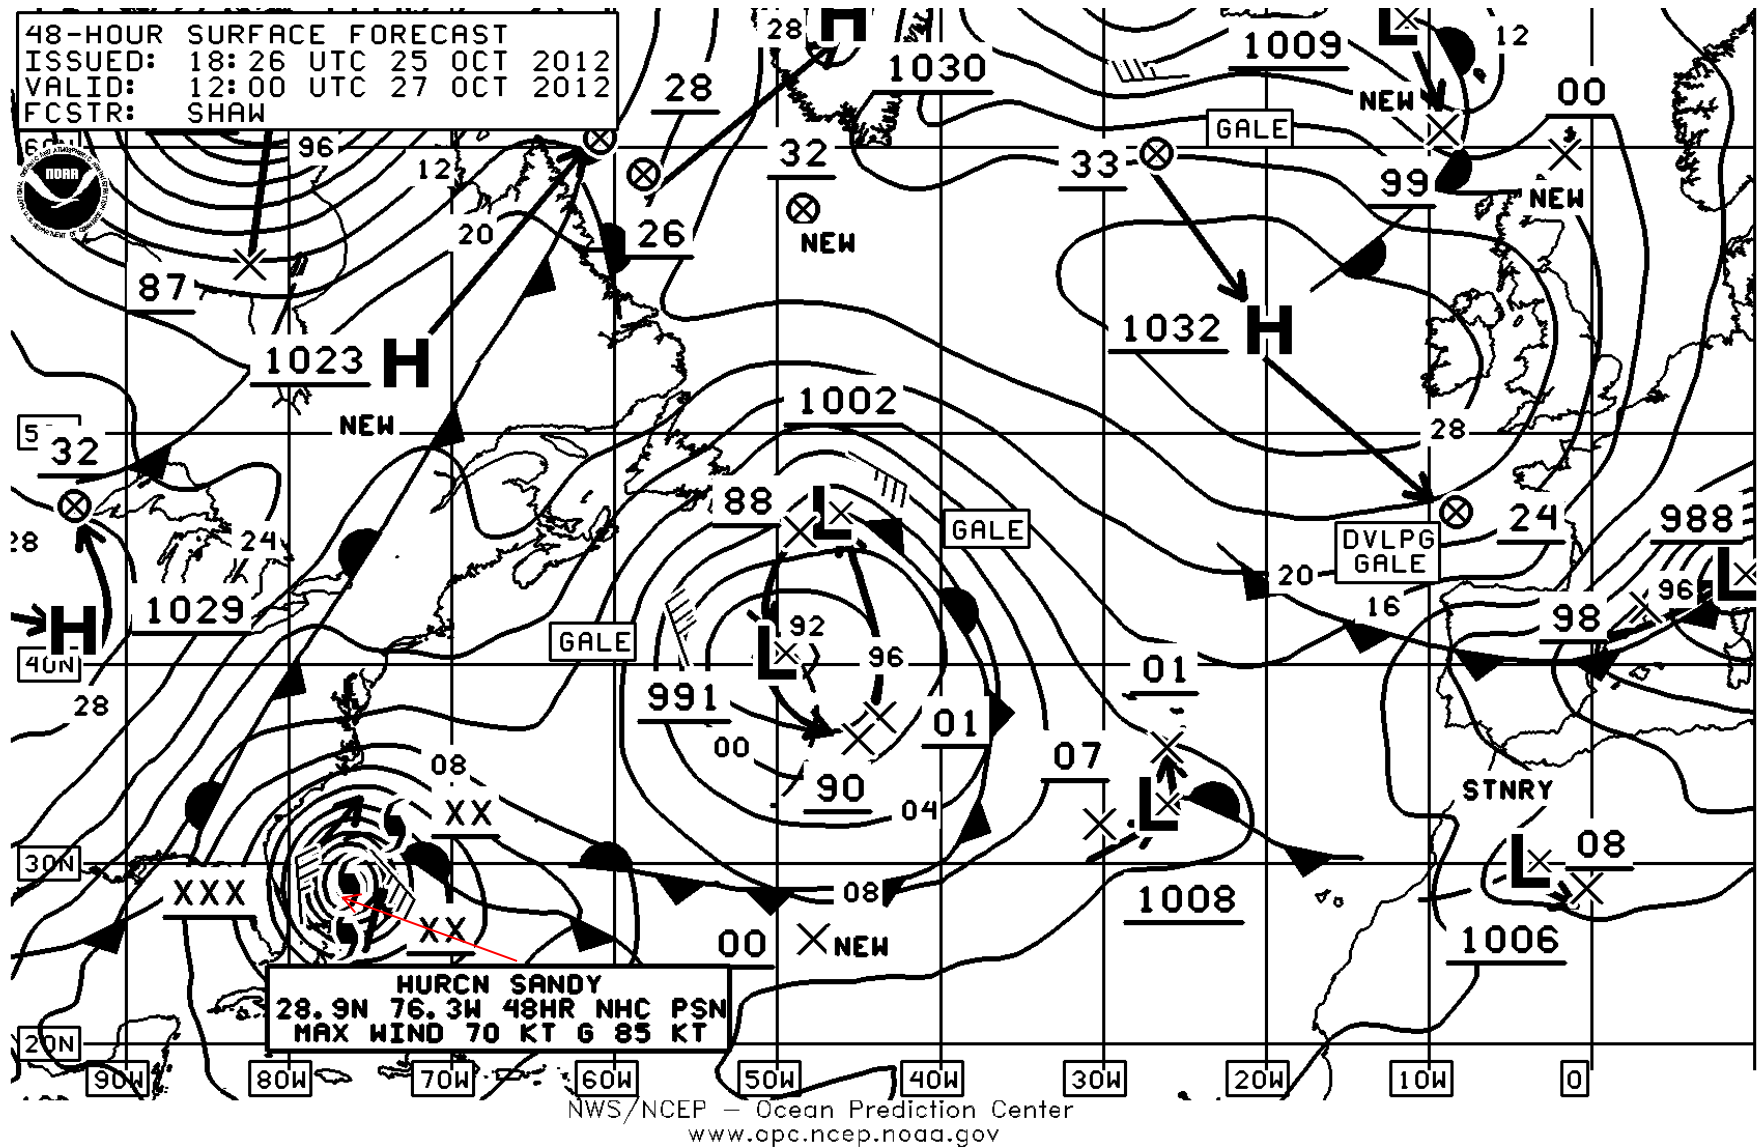 48-HOUR SURFACE FORECAST
ISSUED: 18:26 UTC 25 OCT 2012
VALID: 12:00 UTC 27 OCT 2012
FCSTR: SHAW
NOAA
28
H
1030
1009
L
12
NEW
00
28
GALE
96
12
32
33
99
NEW
20
26
NEW
87
1023
H
1032
H
NEW
1002
28
32
88
L
GALE
24
988
28
24
DVLPG
GALE
L
20
96
1029
16
98
H
GALE
92
L
96
40N
01
28
991
01
00
07
08
90
04
STNRY
XX
L
08
30N
L
XXX
08
1008
XX
00
NEW
1006
HURCN SANDY
28.9N 76.3W 48HR NHC PSN
MAX WIND 70 KT G 85 KT
20N
90W
80W
70W
60W
50W
40W
30W
20W
10W
0
NWS/NCEP – Ocean Prediction Center
www.opc.ncep.noaa.gov